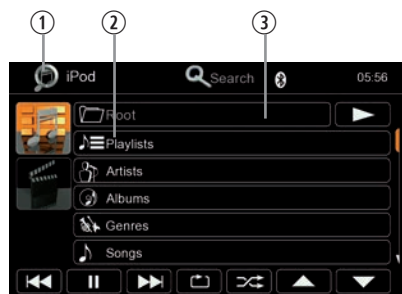 1 2 3
iPod Search 05:56
Root
Playlists
Artists
Albums
Genres
Songs